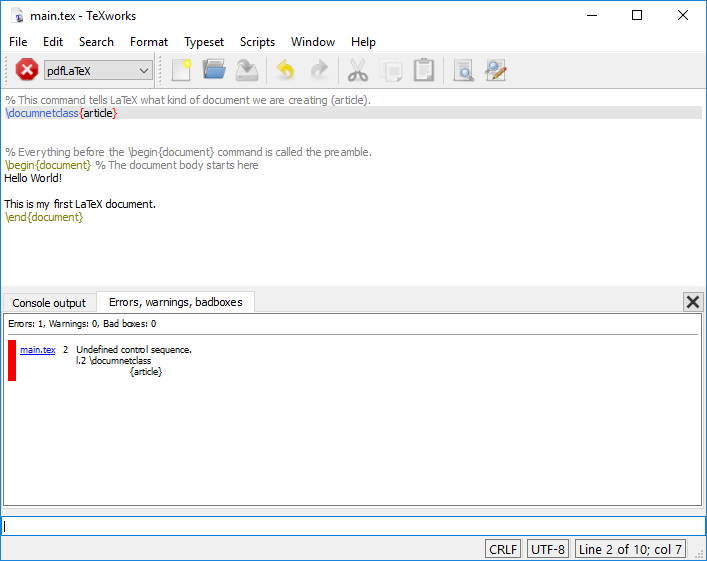 main.tex - TeXworks
File Edit Search Format Typeset Scripts Window Help
pdfLaTeX
% This command tells LaTeX what kind of document we are creating (article).
\documnetclass{article}
% Everything before the \begin{document} command is called the preamble.
\begin{document} % The document body starts here
Hello World!
This is my first LaTeX document.
\end{document}
Console output Errors, warnings, badboxes
Errors: 1, Warnings: 0, Bad boxes: 0
main.tex 2 Undefined control sequence.
l.2 \documnetclass
{article}
CRLF UTF-8 Line 2 of 10; col 7